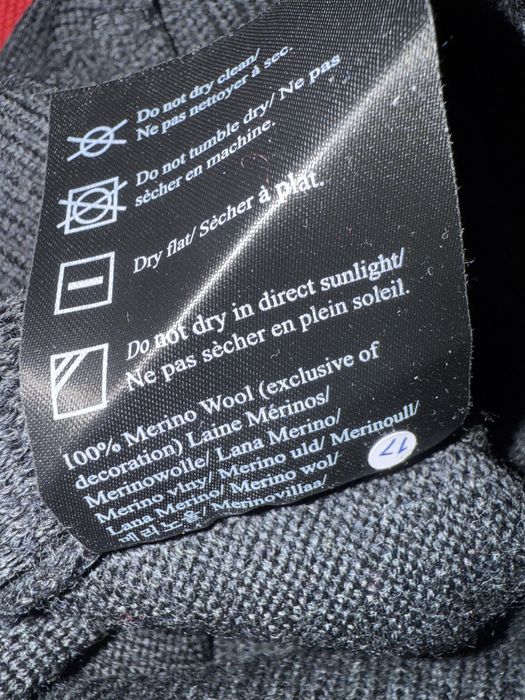 Do not dry clean/
Ne pas nettoyer à sec.
Do not tumble dry/ Ne pas
sècher en machine.
Dry flat/ Sècher à plat.
Do not dry in direct sunlight/
Ne pas sècher en plein soleil.
100% Merino Wool (exclusive of
decoration) Laine Mérinos/
Merinowolle/ Lana Merino/
Merino vlny/ Merino uld/ Merinoull/
Lana Merino/ Merino wol/
Merinovillaa/
17